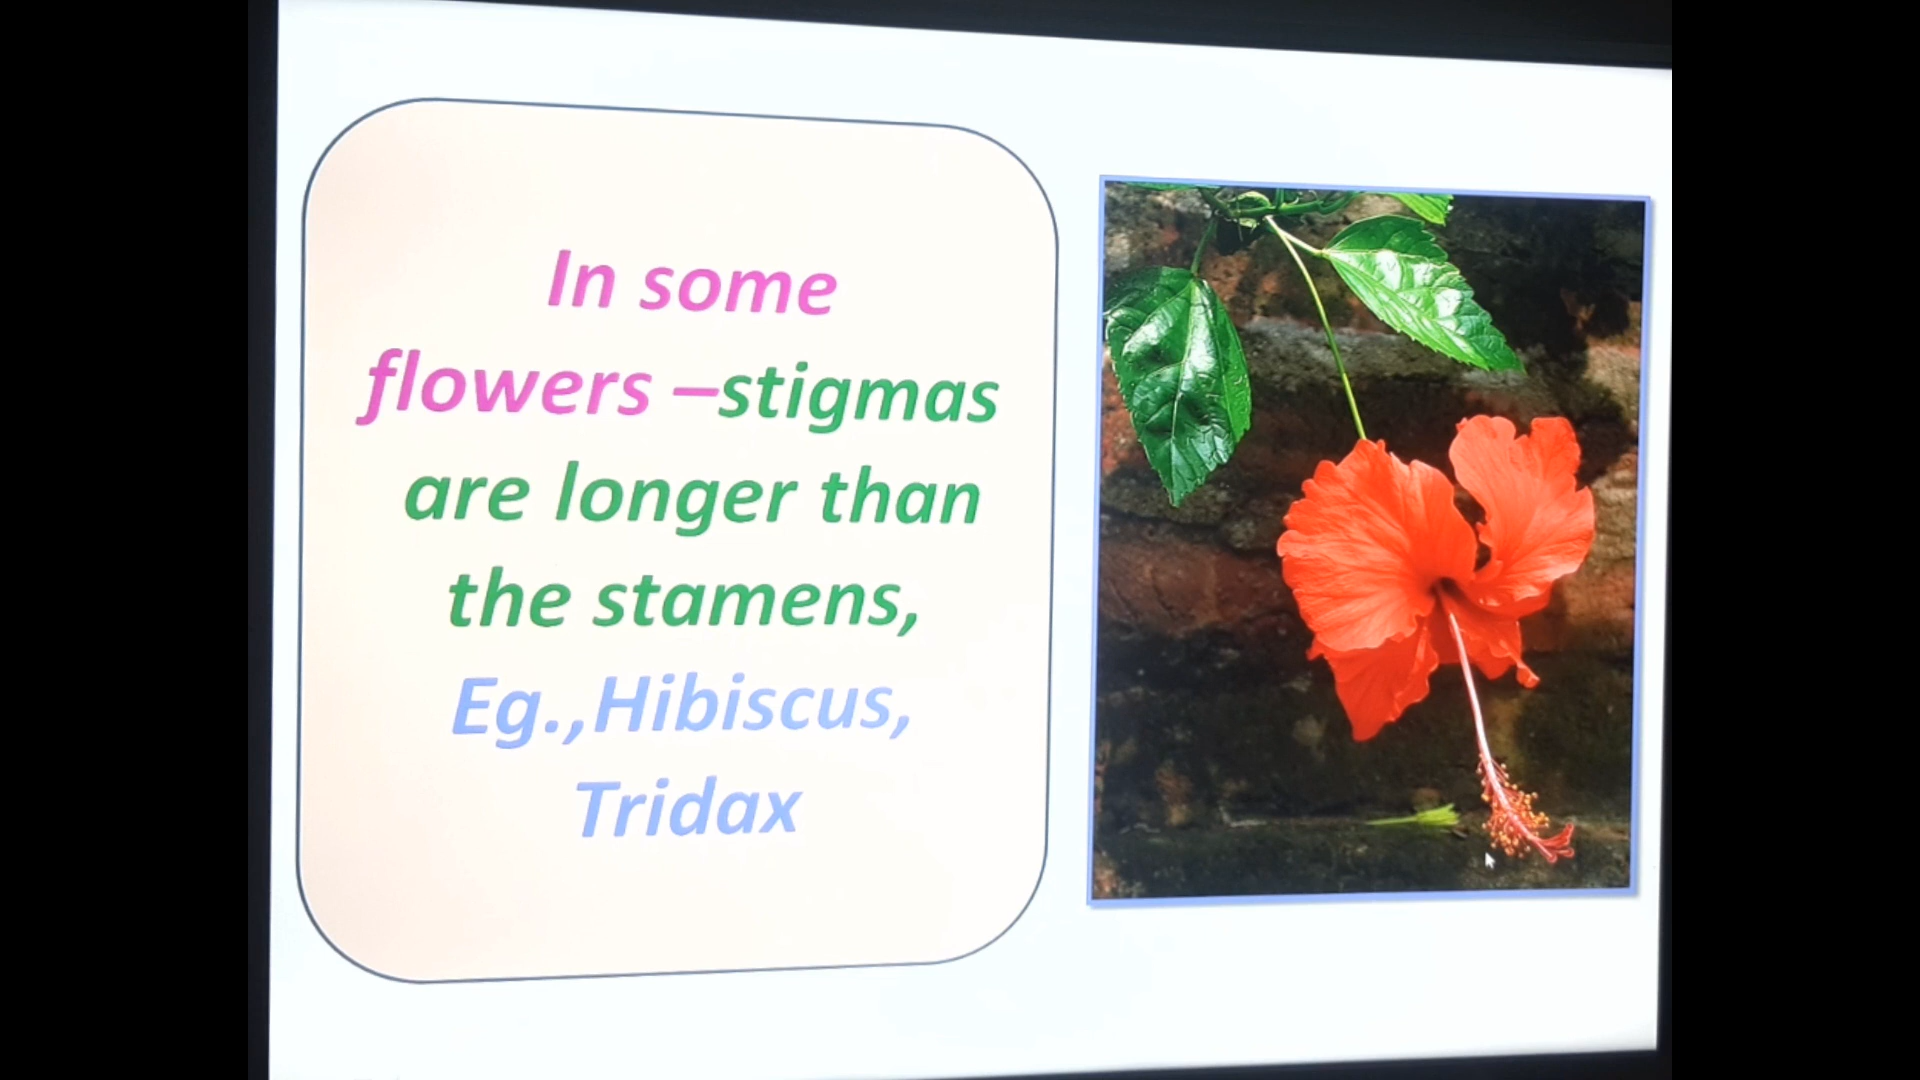 In some
flowers –stigmas
are longer than
the stamens,
Eg.,Hibiscus,
Tridax